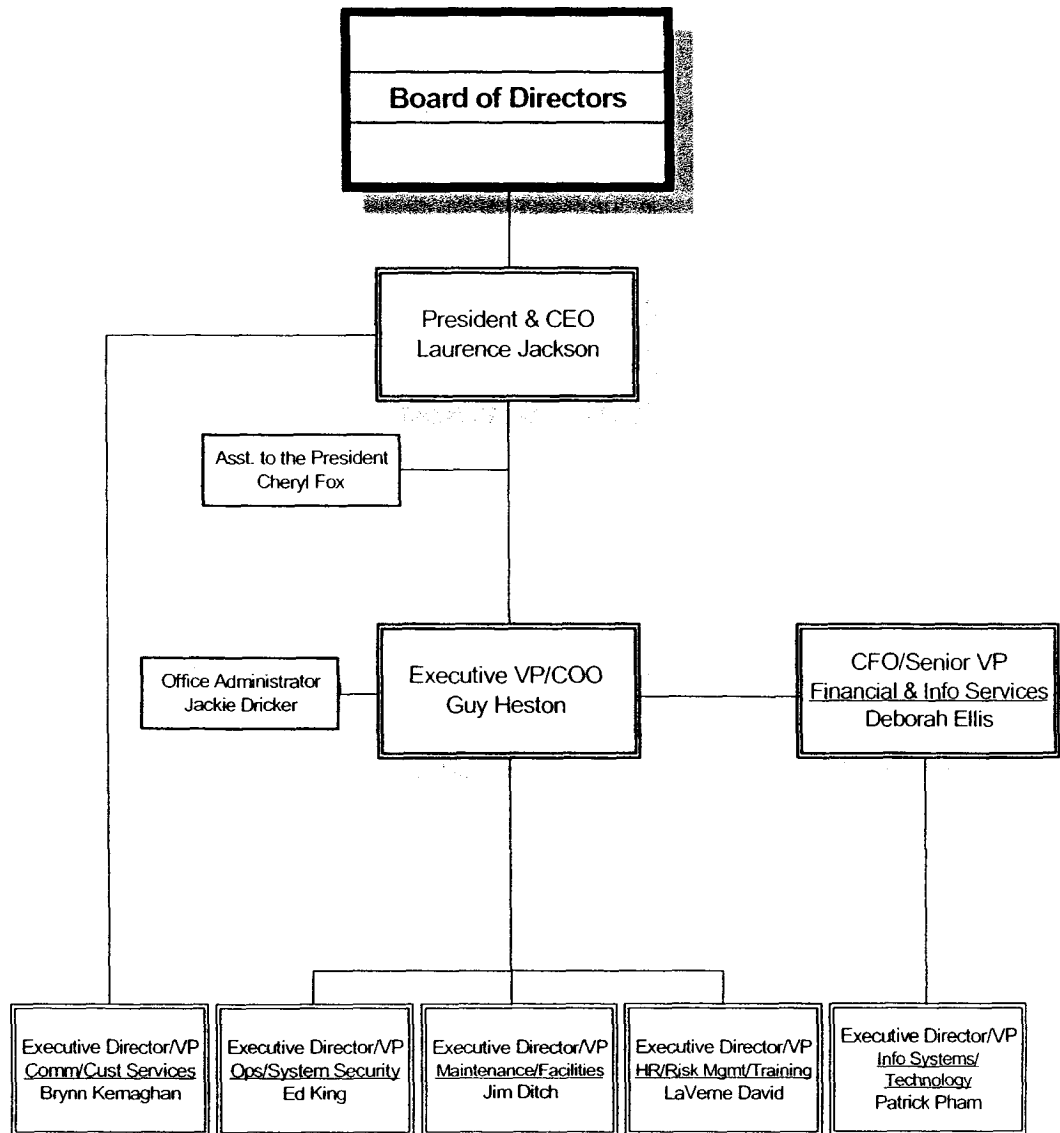 Board of Directors
President & CEO
Laurence Jackson
Asst. to the President
Cheryl Fox
Office Administrator
Jackie Dricker
Executive VP/COO
Guy Heston
CFO/Senior VP
Financial & Info Services
Deborah Ellis
Executive Director/VP
Comm/Cust Services
Brynn Kernaghan
Executive Director/VP
Ops/System Security
Ed King
Executive Director/VP
Maintenance/Facilities
Jim Ditch
Executive Director/VP
HR/Risk Mgmt/Training
LaVerne David
Executive Director/VP
Info Systems/
Technology
Patrick Pham